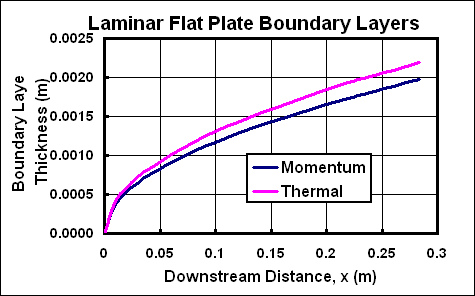 Laminar Flat Plate Boundary Layers
Boundary Laye
Thickness (m)
0.0025
0.0020
0.0015
0.0010
0.0005
0.0000
Momentum
Thermal
0 0.05 0.1 0.15 0.2 0.25 0.3
Downstream Distance, x (m)